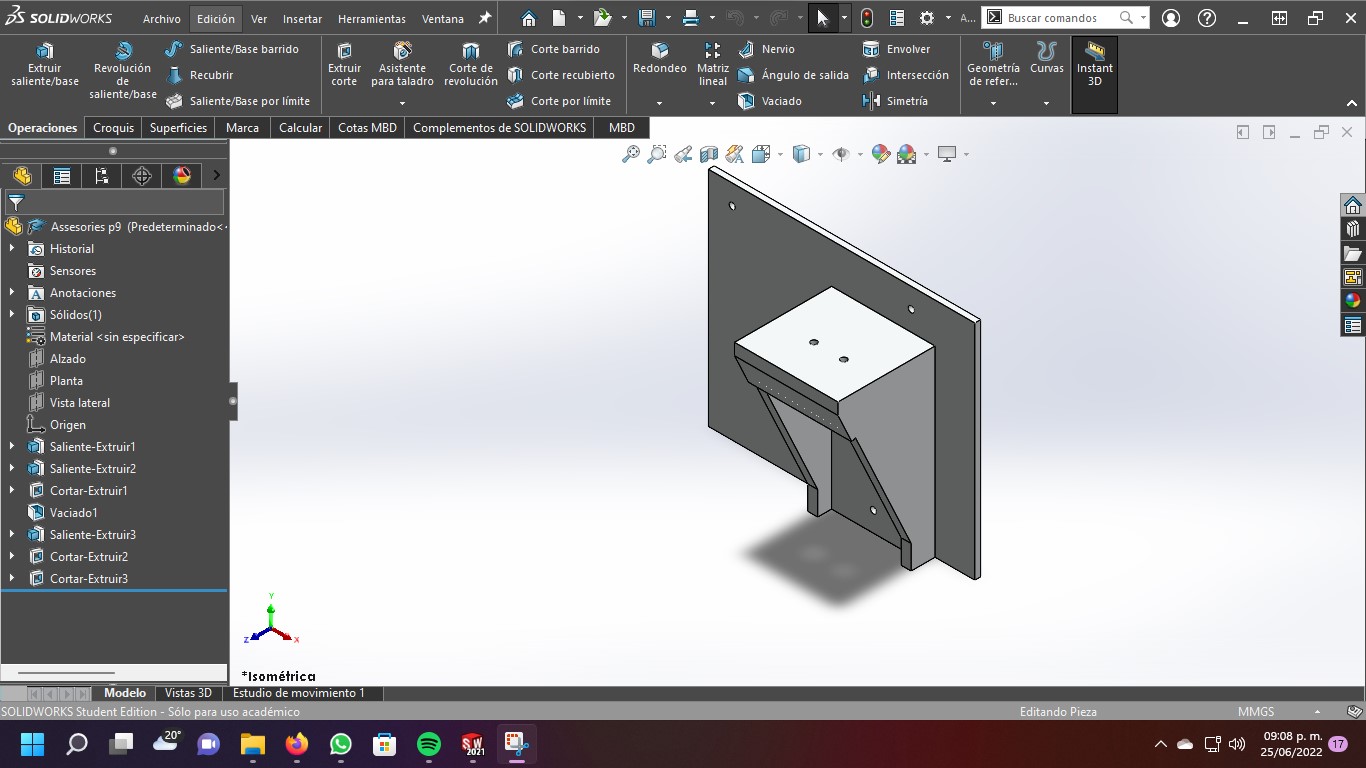 SOLIDWORKS Archivo Edición Ver Insertar Herramientas Ventana A... Buscar comandos
Extruir saliente/base
Revolución de saliente/base
Saliente/Base barrido
Recubrir
Saliente/Base por límite
Extruir corte
Asistente para taladro
Corte de revolución
Corte barrido
Corte recubierto
Corte por límite
Redondeo
Matriz lineal
Nervio
Ángulo de salida
Vaciado
Envolver
Intersección
Simetría
Geometría de refer...
Curvas
Instant 3D
Operaciones Croquis Superficies Marca Calcular Cotas MBD Complementos de SOLIDWORKS MBD
Assesories p9 (Predeterminado<
Historial
Sensores
A Anotaciones
Sólidos(1)
Material <sin especificar>
Alzado
Planta
Vista lateral
Origen
Saliente-Extruir1
Saliente-Extruir2
Cortar-Extruir1
Vaciado1
Saliente-Extruir3
Cortar-Extruir2
Cortar-Extruir3
Y
Z X
*Isométrica
Modelo Vistas 3D Estudio de movimiento 1
SOLIDWORKS Student Edition - Sólo para uso académico Editando Pieza MMGS
20° SW 2021 09:08 p. m.
25/06/2022 17